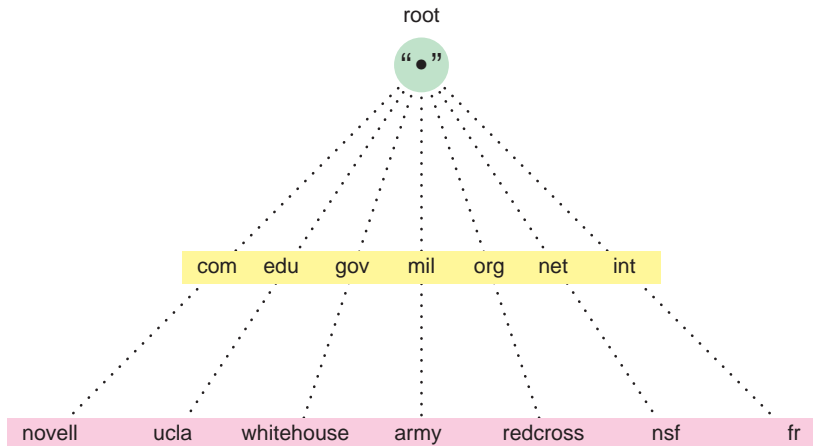 root
“•”
com edu gov mil org net int
novell ucla whitehouse army redcross nsf fr